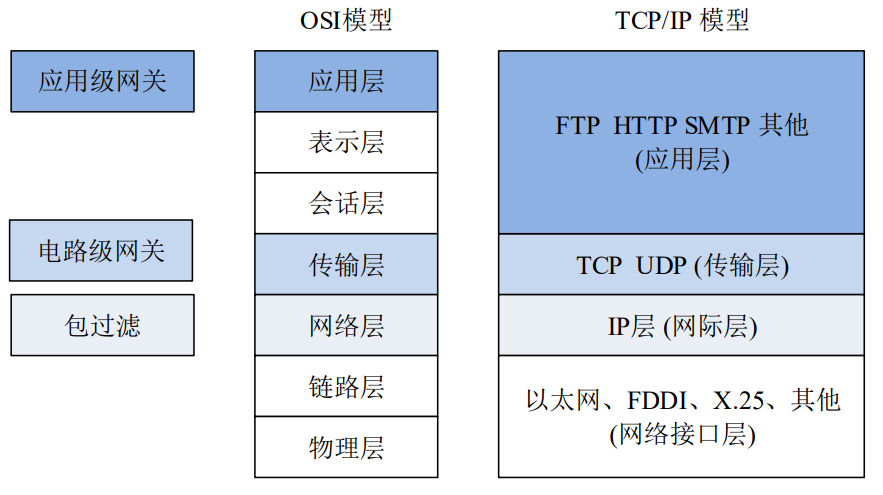 OSI模型
TCP/IP 模型
应用级网关
应用层
FTP HTTP SMTP 其他
(应用层)
表示层
会话层
电路级网关
传输层
TCP UDP (传输层)
包过滤
网络层
IP层 (网际层)
链路层
以太网、FDDI、X.25、其他
(网络接口层)
物理层